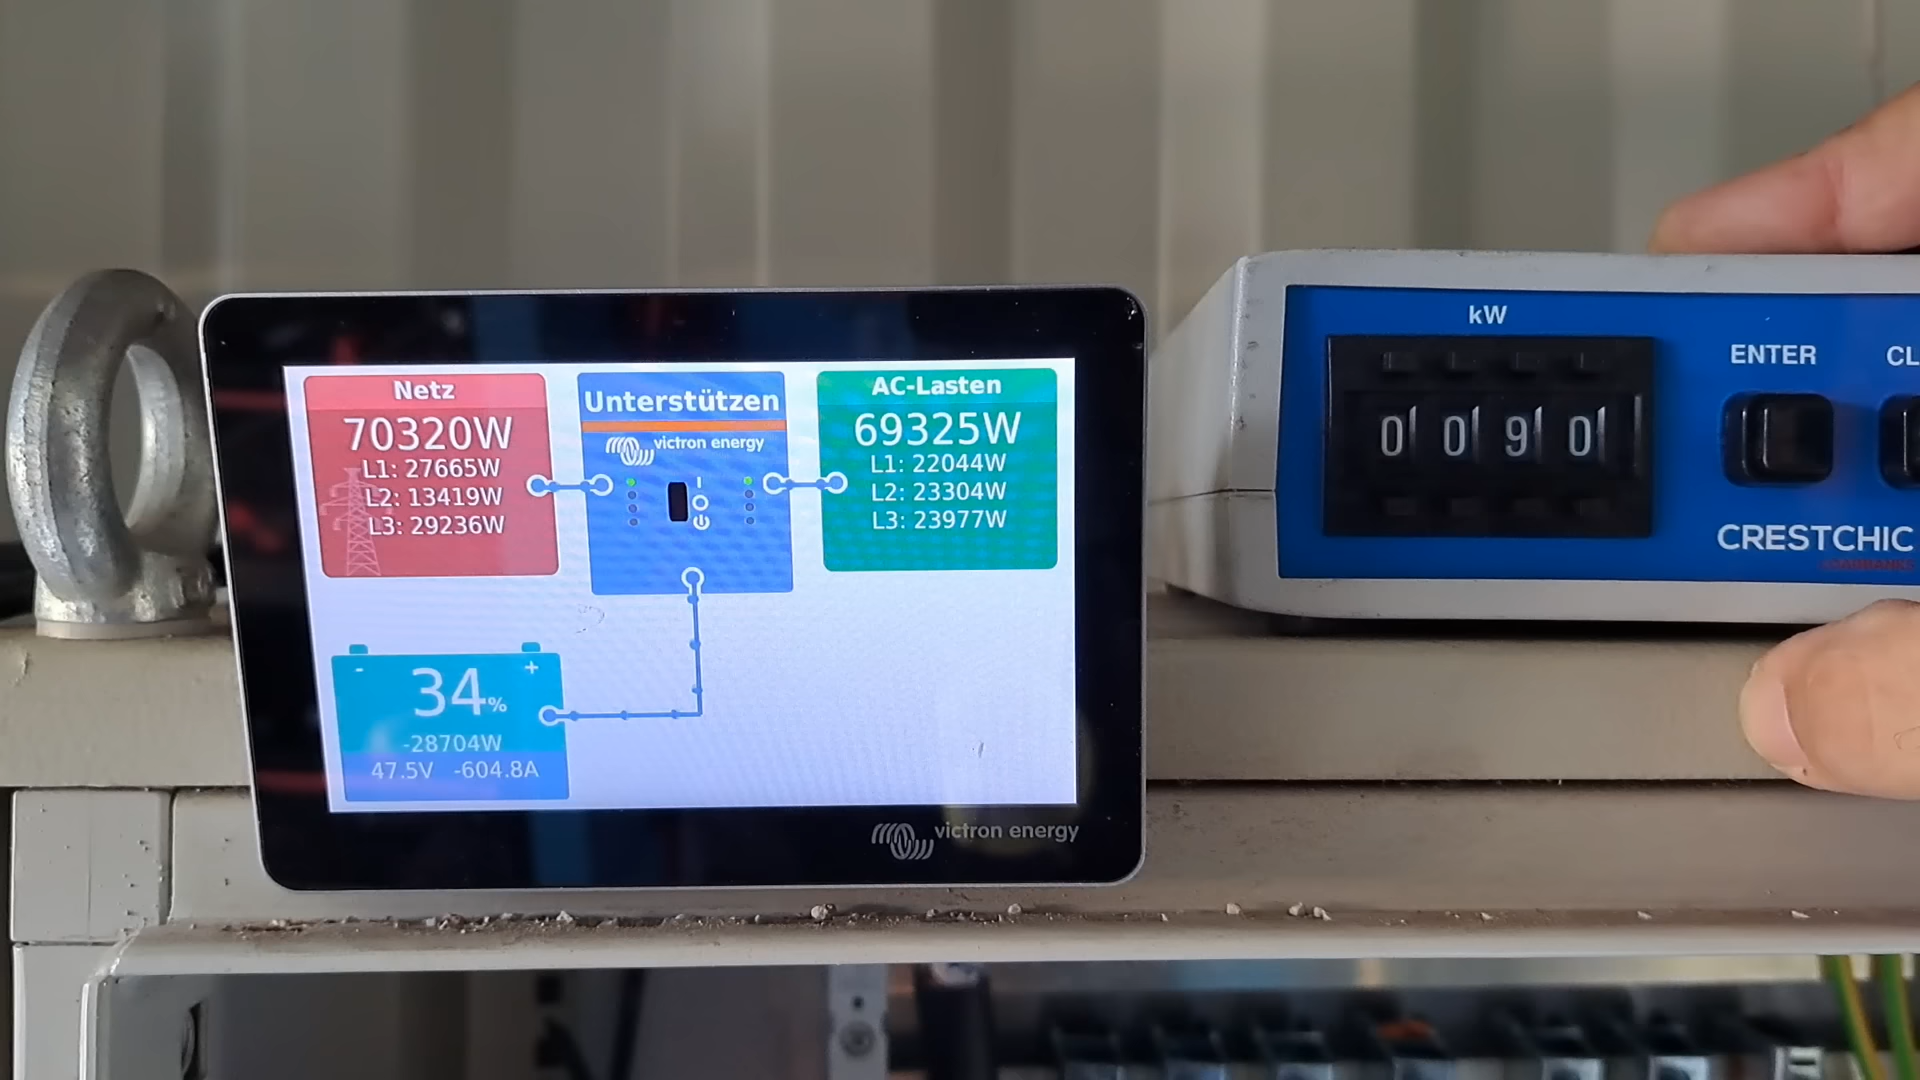 Netz
70320W
L1: 27665W
L2: 13419W
L3: 29236W
Unterstützen
victron energy
AC-Lasten
69325W
L1: 22044W
L2: 23304W
L3: 23977W
- +
34%
-28704W
47.5V -604.8A
victron energy
kW
0 0 9 0
ENTER
CL
CRESTCHIC